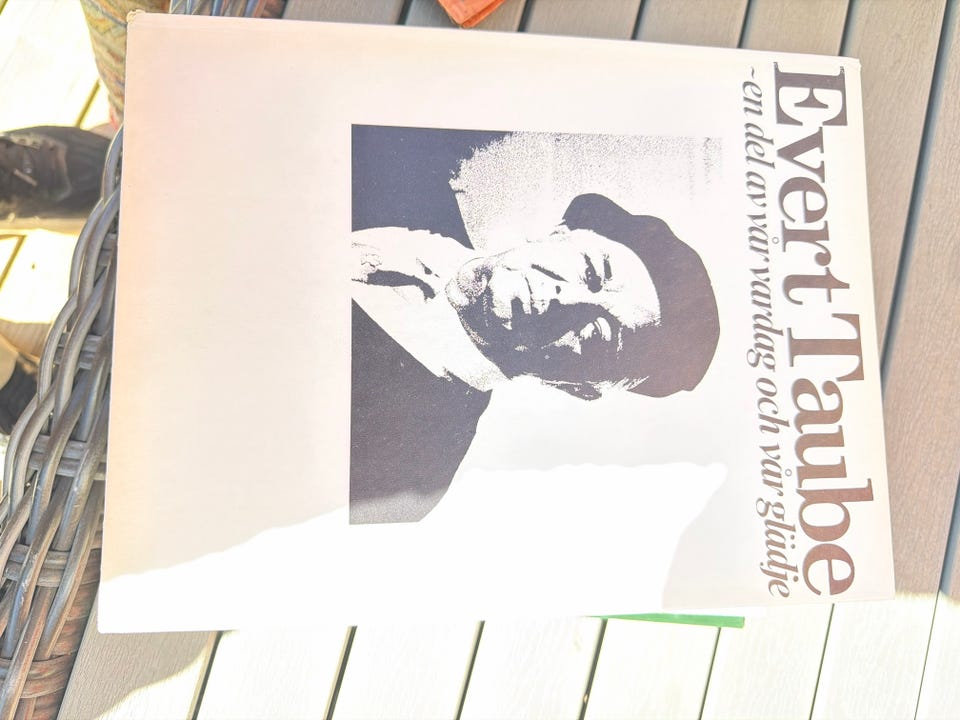 Evert Taube
~en del av vår vardag och vår glädje